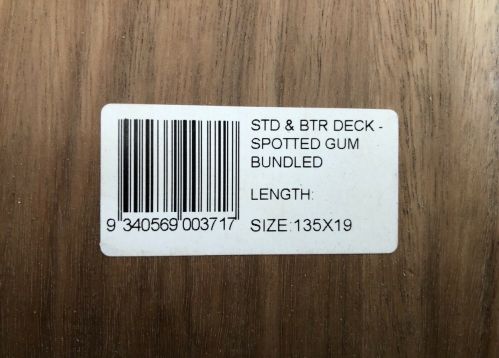 STD & BTR DECK -
SPOTTED GUM
BUNDLED
LENGTH:
SIZE:135X19
9 340569 003717